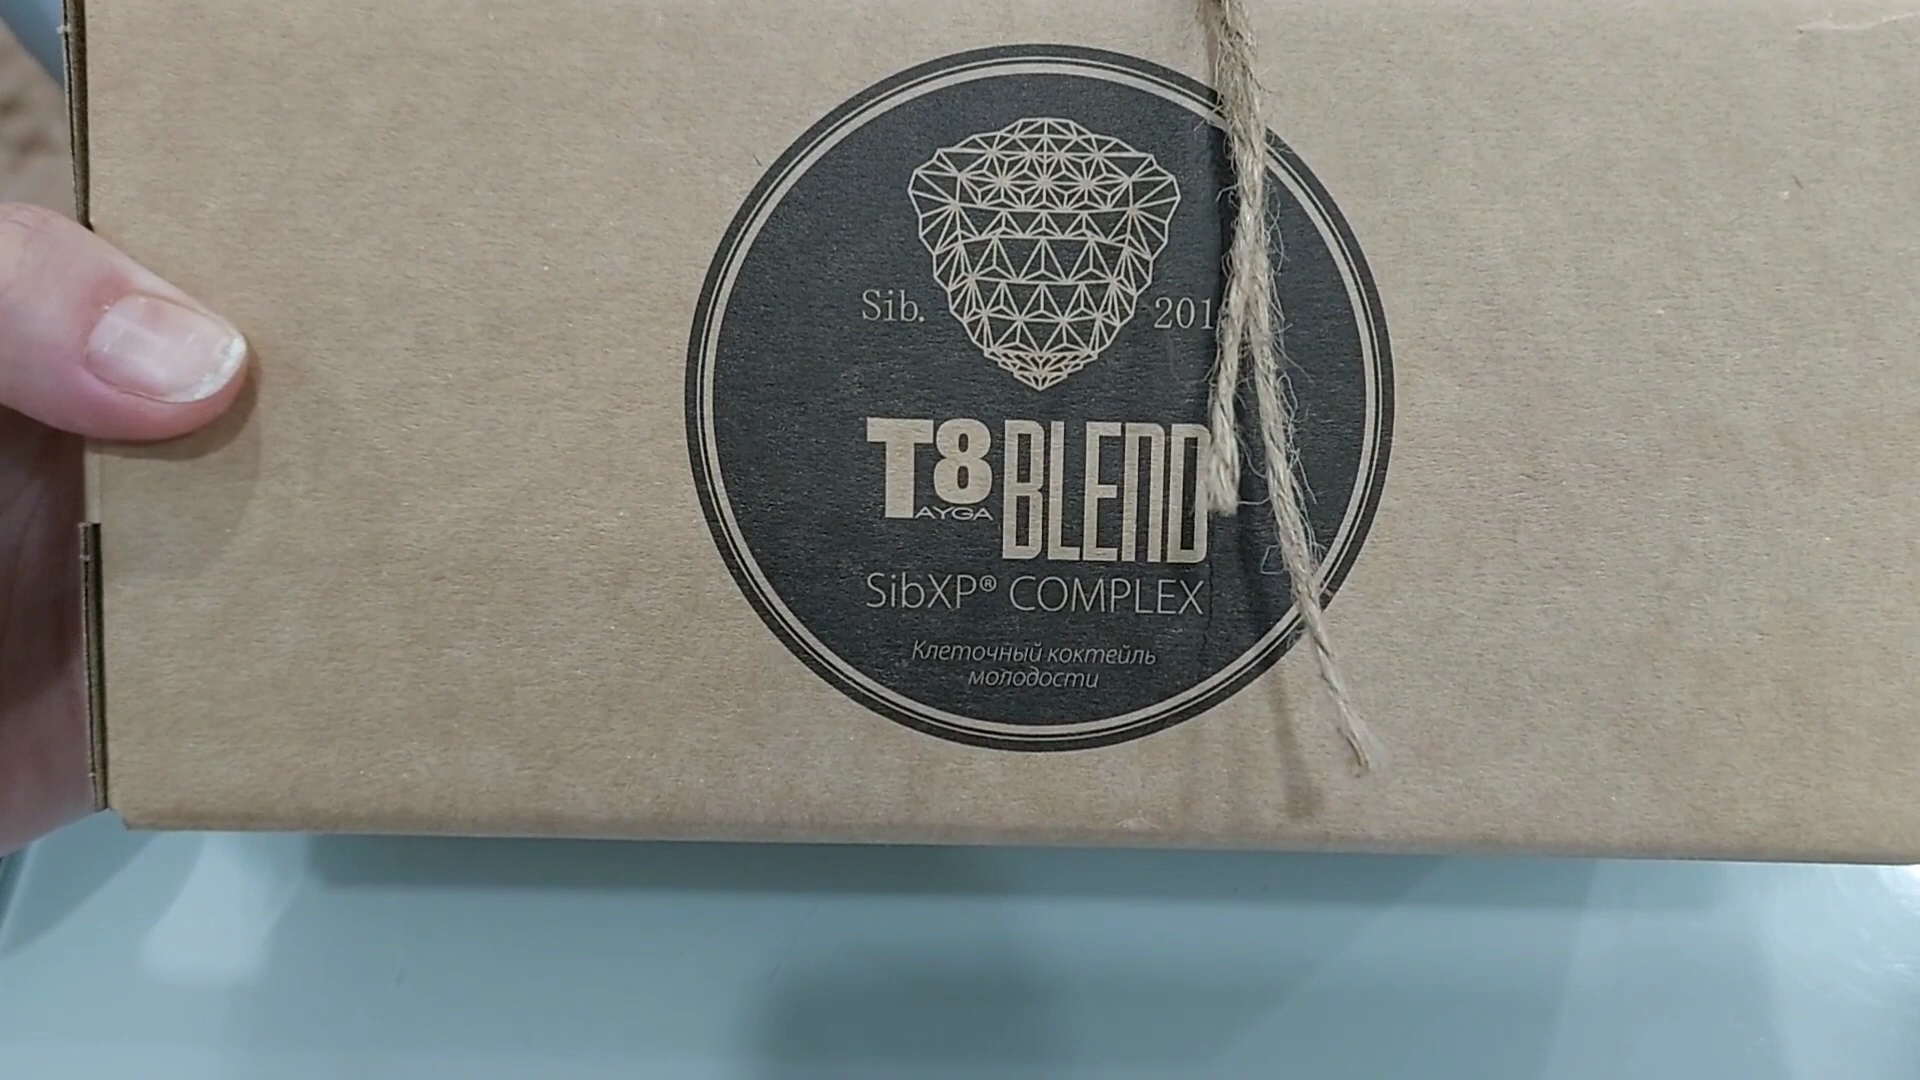 Sib.
T8 BLEND
AYGA
SibXP® COMPLEX
Клеточный коктейль
молодости